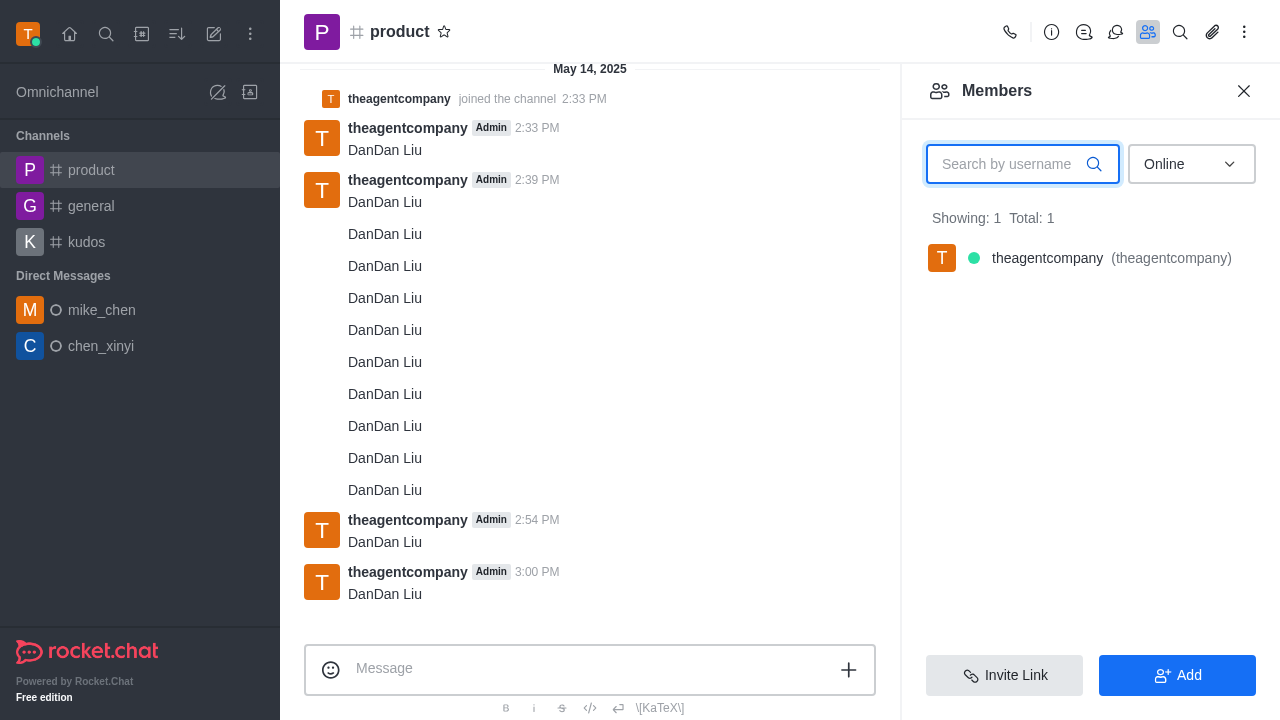 T
Omnichannel
Channels
P product
G general
K kudos
Direct Messages
M mike_chen
C chen_xinyi
rocket.chat
Powered by Rocket.Chat
Free edition
P product
May 14, 2025
T theagentcompany joined the channel 2:33 PM
T theagentcompany Admin 2:33 PM
DanDan Liu
T theagentcompany Admin 2:39 PM
DanDan Liu
DanDan Liu
DanDan Liu
DanDan Liu
DanDan Liu
DanDan Liu
DanDan Liu
DanDan Liu
DanDan Liu
DanDan Liu
T theagentcompany Admin 2:54 PM
DanDan Liu
T theagentcompany Admin 3:00 PM
DanDan Liu
Message
B i S \[KaTeX\]
Members
Search by username
Online
Showing: 1 Total: 1
T theagentcompany (theagentcompany)
Invite Link
Add